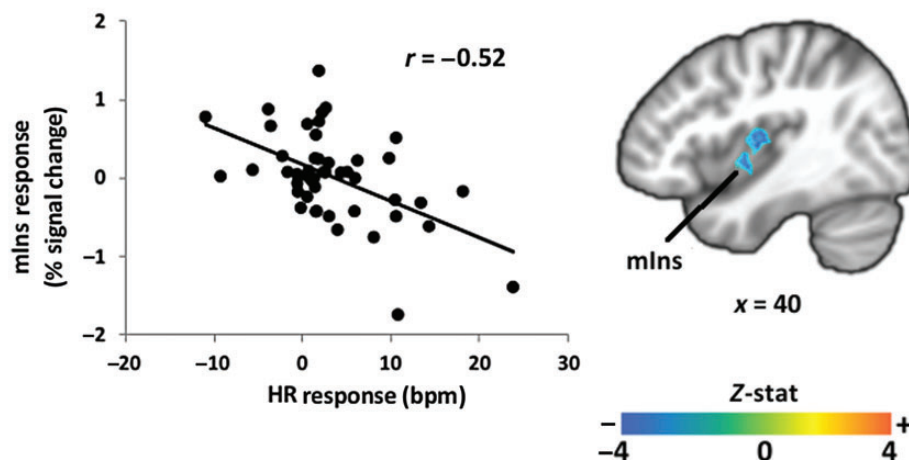 mIns response
(% signal change)
2
1
0
−1
−2
−20
−10
0
10
20
30
HR response (bpm)
r = −0.52
mIns
x = 40
Z-stat
− +
−4 0 4